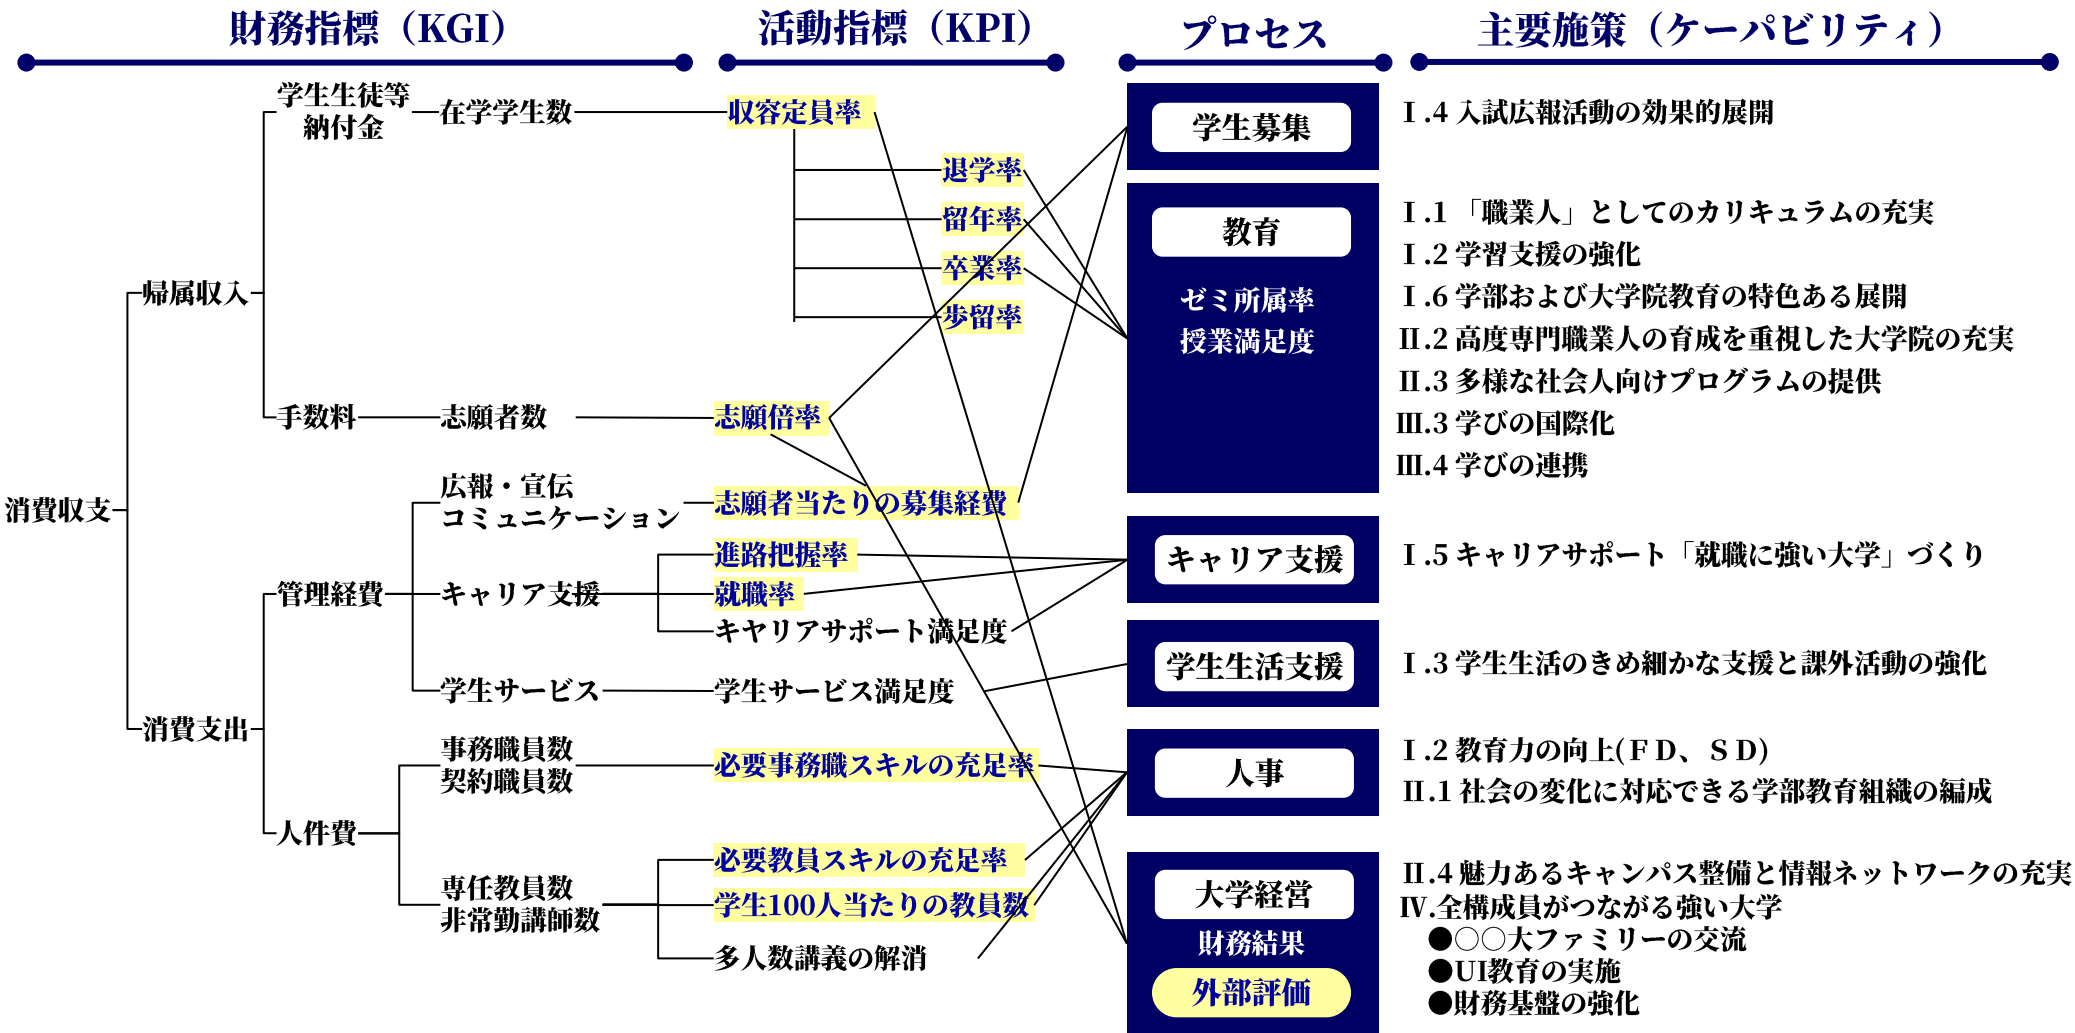 財務指標（KGI）
活動指標（KPI）
プロセス
主要施策（ケーパビリティ）
消費収支
帰属収入
消費支出
学生生徒等
納付金
手数料
管理経費
人件費
在学学生数
志願者数
広報・宣伝
コミュニケーション
キャリア支援
学生サービス
事務職員数
契約職員数
専任教員数
非常勤講師数
収容定員率
退学率
留年率
卒業率
歩留率
志願倍率
志願者当たりの募集経費
進路把握率
就職率
キヤリアサポート満足度
学生サービス満足度
必要事務職スキルの充足率
必要教員スキルの充足率
学生100人当たりの教員数
多人数講義の解消
学生募集
教育
ゼミ所属率
授業満足度
キャリア支援
学生生活支援
人事
大学経営
財務結果
外部評価
Ⅰ.4 入試広報活動の効果的展開
Ⅰ.1 「職業人」としてのカリキュラムの充実
Ⅰ.2 学習支援の強化
Ⅰ.6 学部および大学院教育の特色ある展開
Ⅱ.2 高度専門職業人の育成を重視した大学院の充実
Ⅱ.3 多様な社会人向けプログラムの提供
Ⅲ.3 学びの国際化
Ⅲ.4 学びの連携
Ⅰ.5 キャリアサポート「就職に強い大学」づくり
Ⅰ.3 学生生活のきめ細かな支援と課外活動の強化
Ⅰ.2 教育力の向上(ＦＤ、ＳＤ)
Ⅱ.1 社会の変化に対応できる学部教育組織の編成
Ⅱ.4 魅力あるキャンパス整備と情報ネットワークの充実
Ⅳ.全構成員がつながる強い大学
●〇〇大ファミリーの交流
●UI教育の実施
●財務基盤の強化